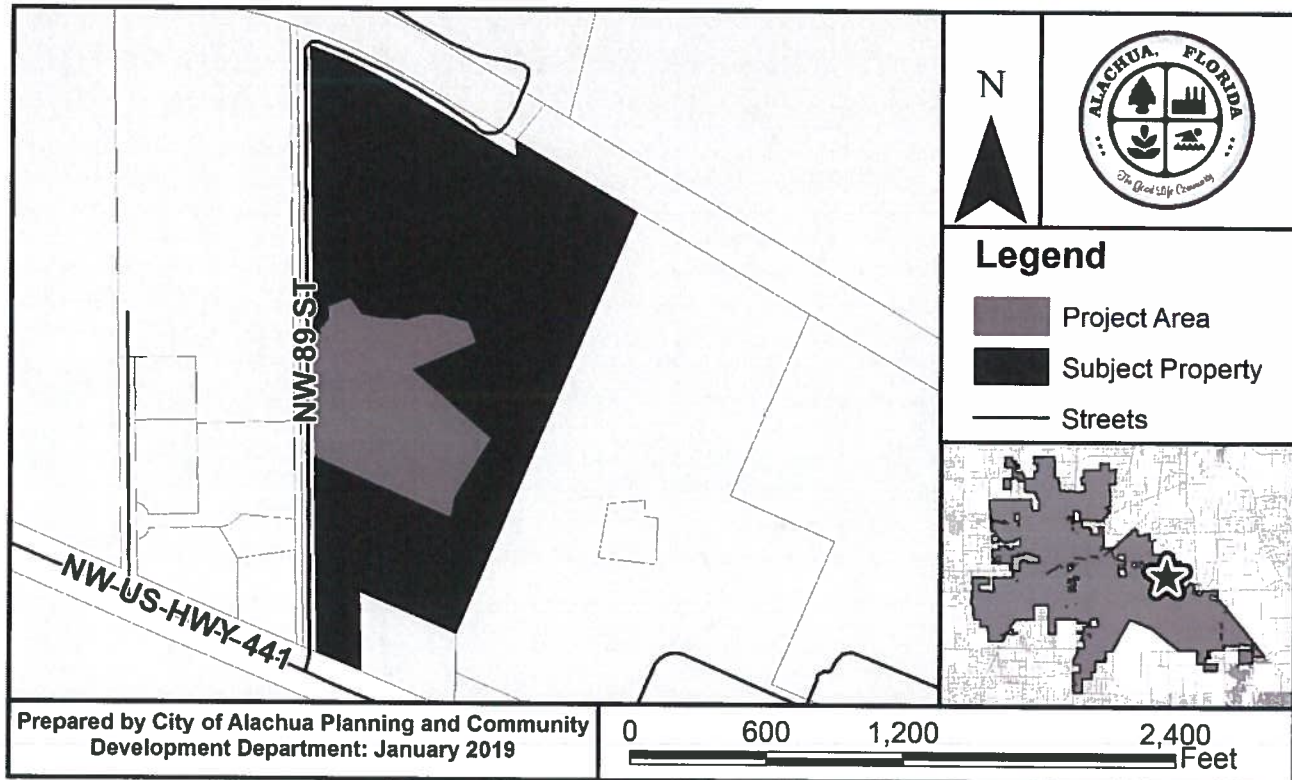 NW 89 ST
NW US HWY 441
N
ALACHUA, FLORIDA
The Good Life Community
Legend
Project Area
Subject Property
Streets
Prepared by City of Alachua Planning and Community
Development Department: January 2019
0 600 1,200 2,400
Feet